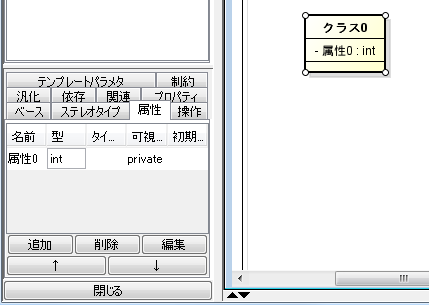 クラス0
- 属性0 : int
テンプレートパラメタ 制約
汎化 依存 関連 プロパティ
ベース ステレオタイプ 属性 操作
名前 型 タイ... 可視... 初期...
属性0 int private
追加 削除 編集
↑ ↓
閉じる